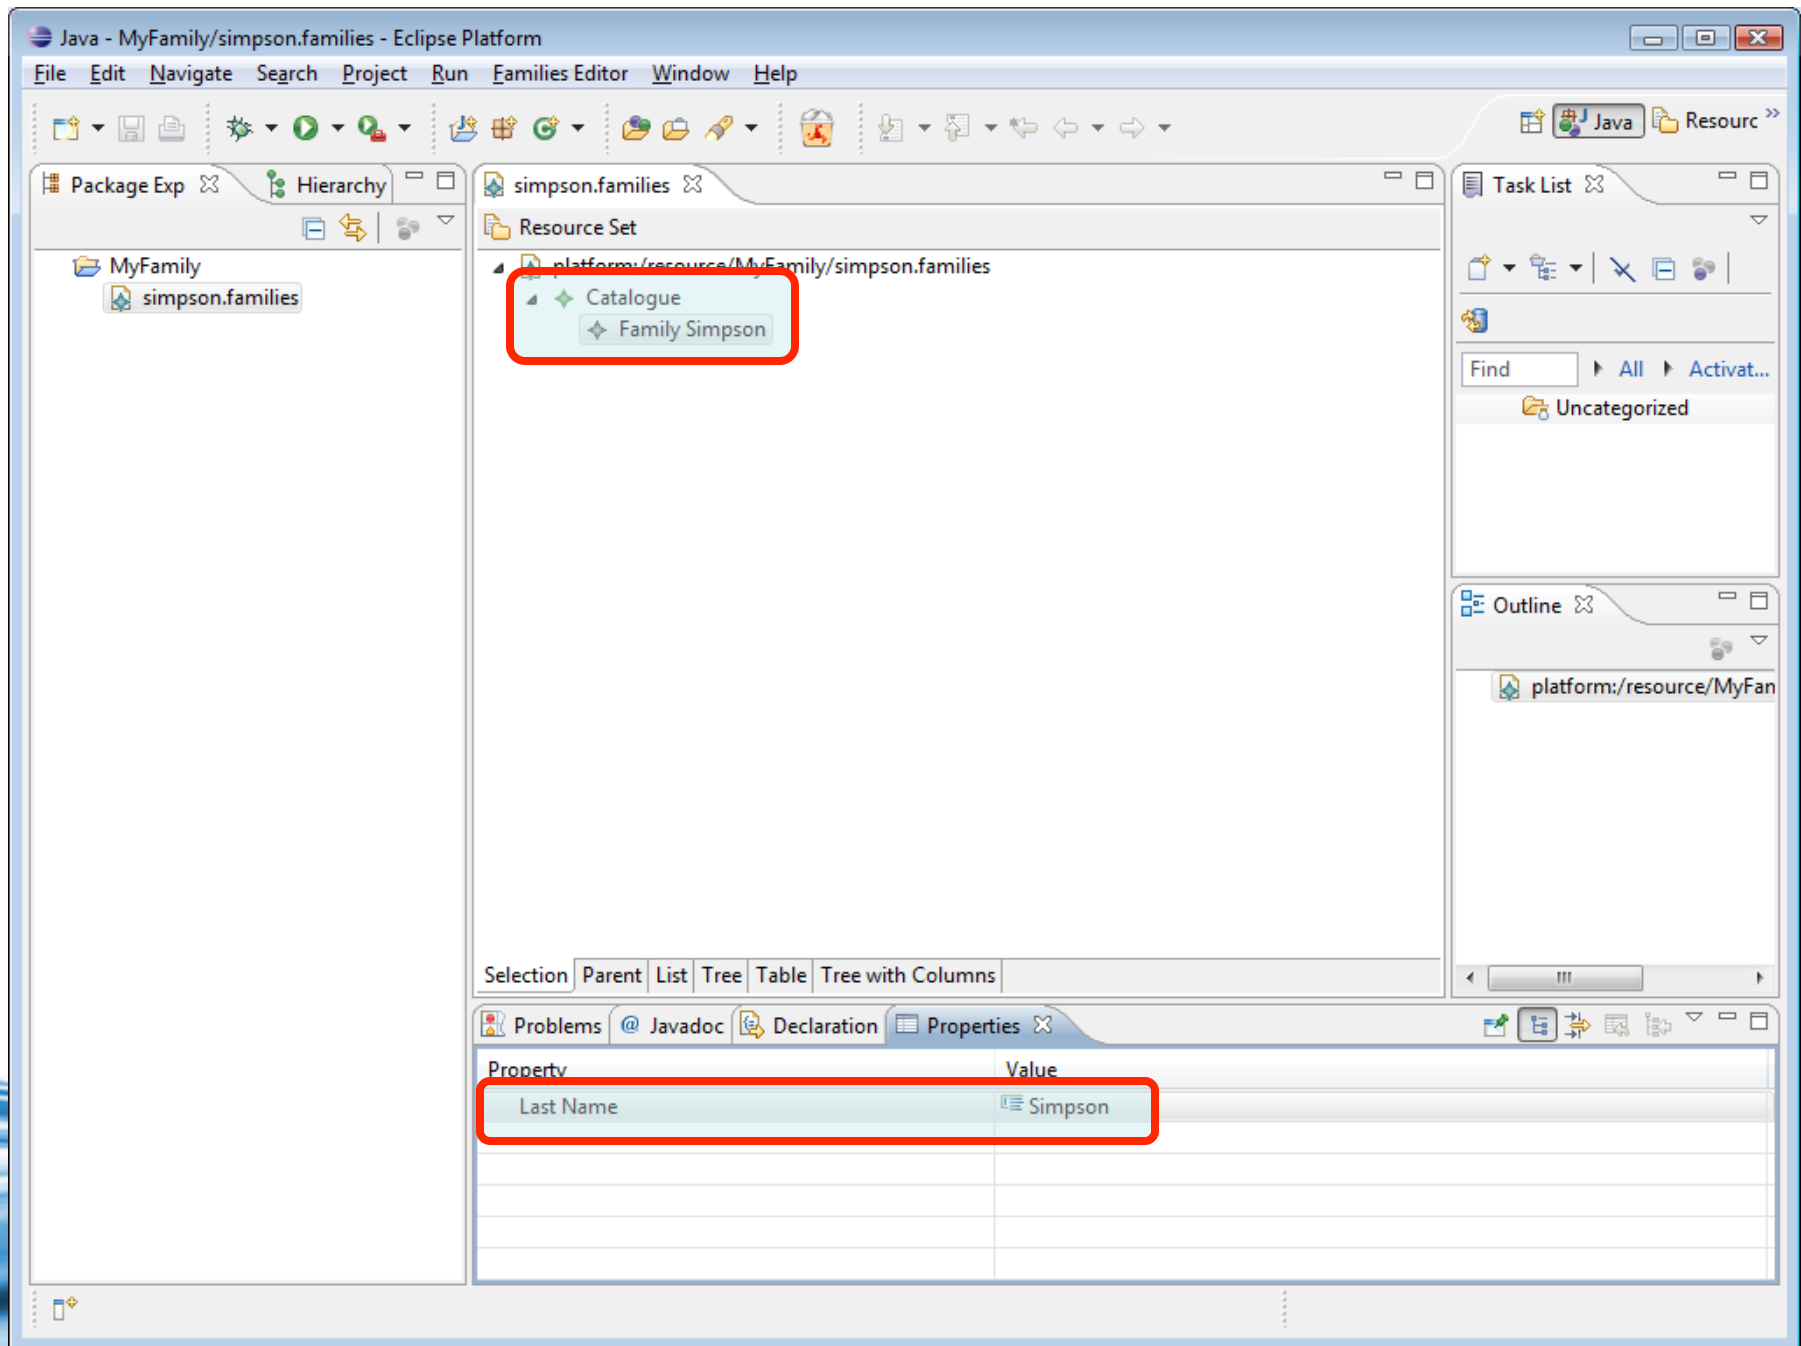 Java - MyFamily/simpson.families - Eclipse Platform
File Edit Navigate Search Project Run Families Editor Window Help
Java Resourc
Package Exp Hierarchy
MyFamily
simpson.families
simpson.families
Resource Set
platform:/resource/MyFamily/simpson.families
Catalogue
Family Simpson
Selection Parent List Tree Table Tree with Columns
Task List
Find All Activat...
Uncategorized
Outline
platform:/resource/MyFan
Problems @ Javadoc Declaration Properties
Property Value
Last Name Simpson